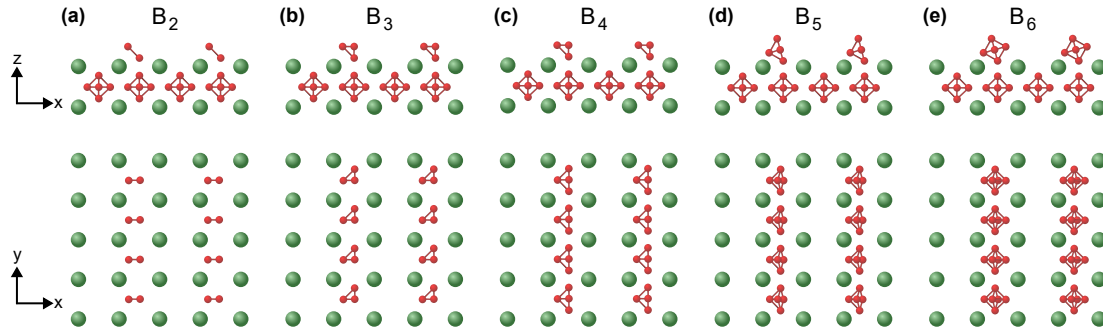 (a) B₂
(b) B₃
(c) B₄
(d) B₅
(e) B₆
z
x
y
x